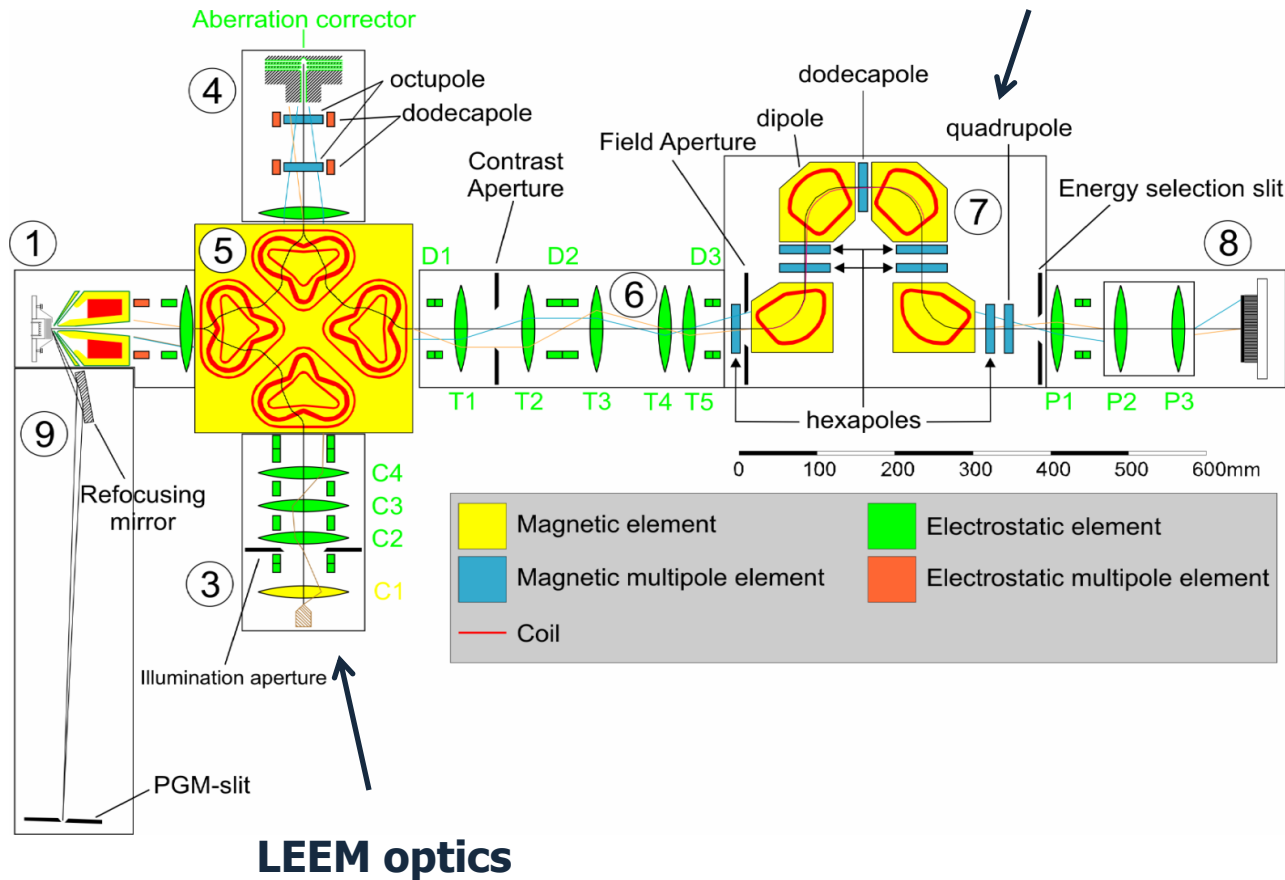 Aberration corrector
4
octupole
dodecapole
Contrast
Aperture
Field Aperture
dodecapole
dipole
quadrupole
Energy selection slit
1
5
D1
D2
6
D3
7
8
T1
T2
T3
T4
T5
hexapoles
P1
P2
P3
0
100
200
300
400
500
600mm
9
Refocusing
mirror
C4
C3
C2
3
C1
Illumination aperture
PGM-slit
Magnetic element
Electrostatic element
Magnetic multipole element
Electrostatic multipole element
Coil
LEEM optics